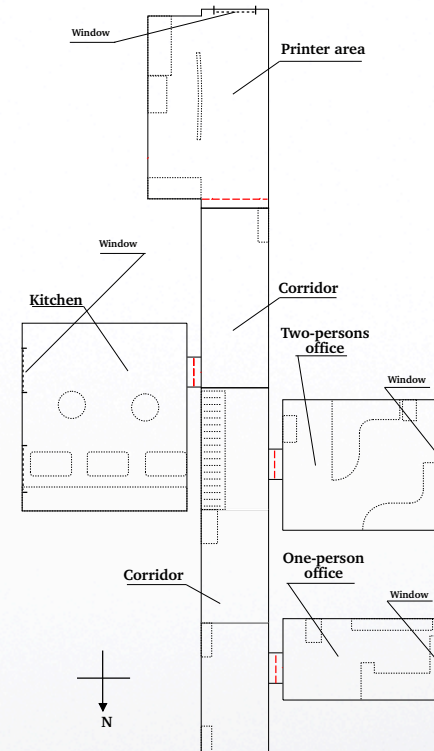 Window
Printer area
Window
Kitchen
Corridor
Two-persons
office
Window
Corridor
One-person
office
Window
N